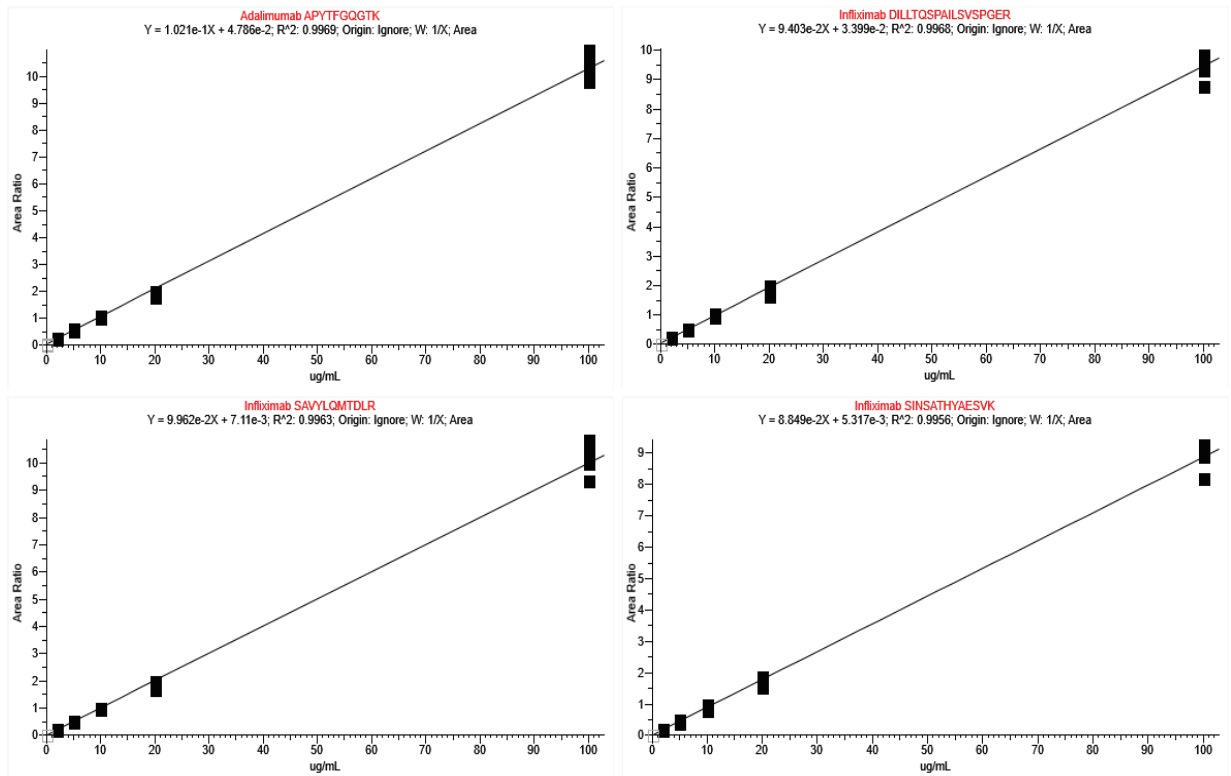 Adalimumab APYTFGQGTK
Y = 1.021e-1X + 4.786e-2; R^2: 0.9969; Origin: Ignore; W: 1/X; Area
10
9
8
7
6
5
4
3
2
1
0
Area Ratio
0 10 20 30 40 50 60 70 80 90 100
ug/mL
Infliximab DILLTQSPAILSVSPGER
Y = 9.403e-2X + 3.399e-2; R^2: 0.9968; Origin: Ignore; W: 1/X; Area
10
9
8
7
6
5
4
3
2
1
0
Area Ratio
0 10 20 30 40 50 60 70 80 90 100
ug/mL
Infliximab SAVYLQMTDLR
Y = 9.962e-2X + 7.11e-3; R^2: 0.9963; Origin: Ignore; W: 1/X; Area
10
9
8
7
6
5
4
3
2
1
0
Area Ratio
0 10 20 30 40 50 60 70 80 90 100
ug/mL
Infliximab SINSATHYAESVK
Y = 8.849e-2X + 5.317e-3; R^2: 0.9956; Origin: Ignore; W: 1/X; Area
9
8
7
6
5
4
3
2
1
0
Area Ratio
0 10 20 30 40 50 60 70 80 90 100
ug/mL